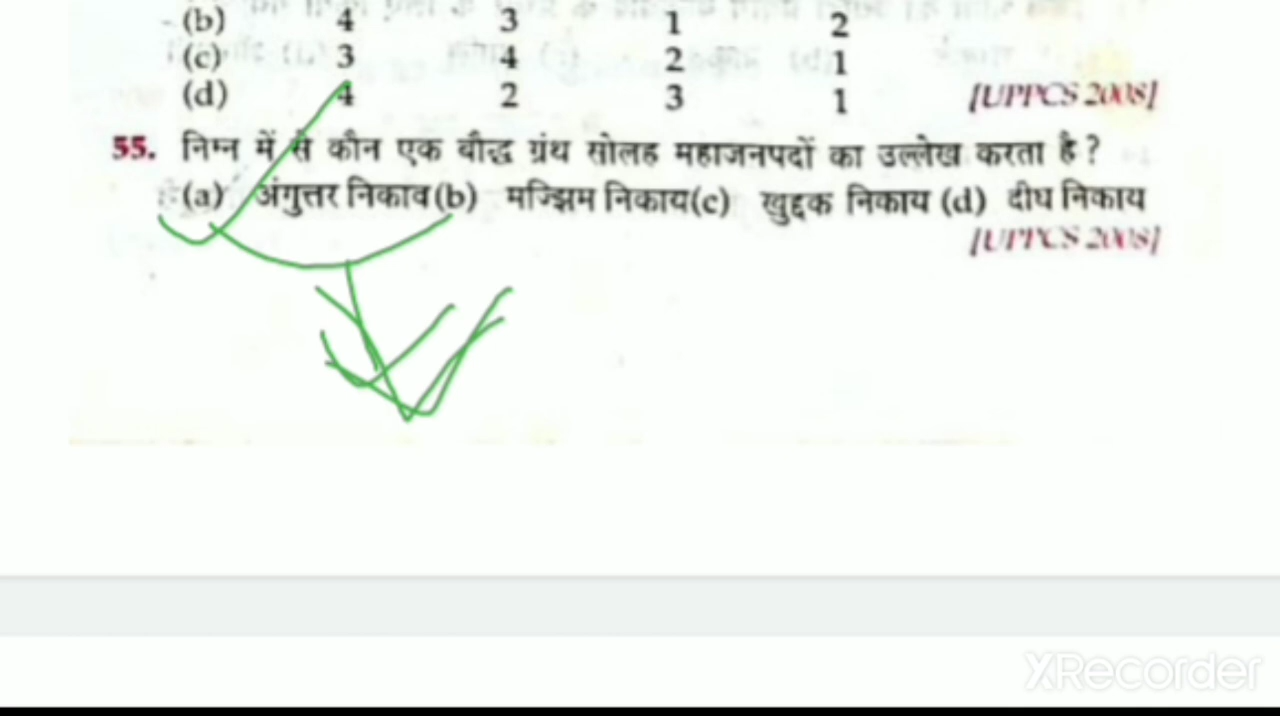 (b) 4 3 1 2
(c) 3 4 2 1
(d) 4 2 3 1 [UPPCS 2008]
55. निम्न में से कौन एक बौद्ध ग्रंथ सोलह महाजनपदों का उल्लेख करता है ?
(a) अंगुत्तर निकाय (b) मज्झिम निकाय (c) खुद्दक निकाय (d) दीघ निकाय
[UPPCS 2008]
XRecorder